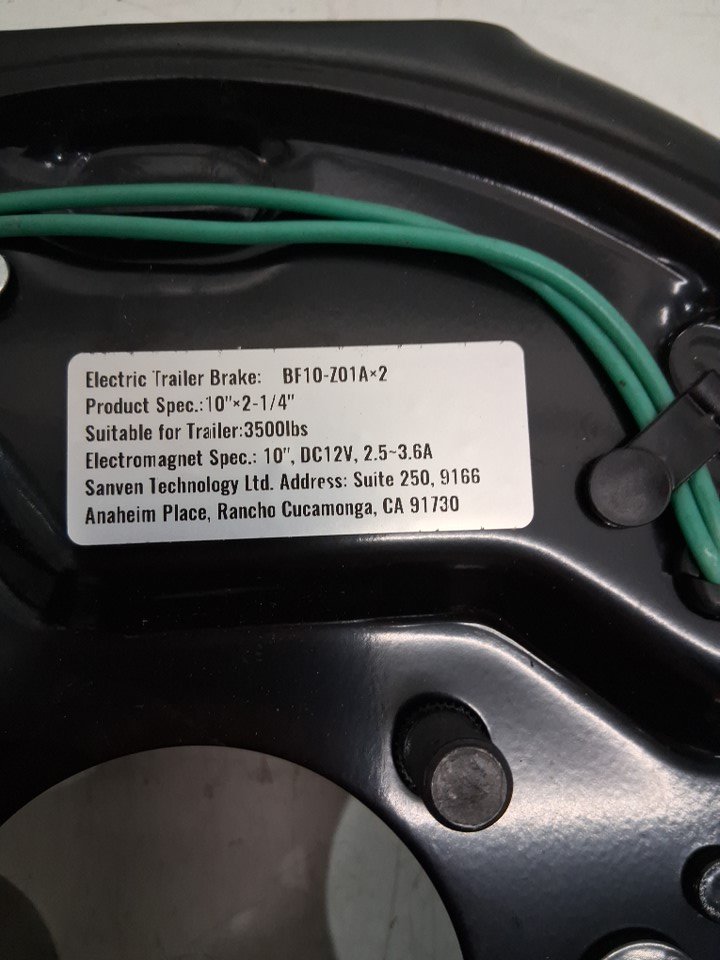 Electric Trailer Brake: BF10-Z01A×2
Product Spec.:10"×2-1/4"
Suitable for Trailer:3500lbs
Electromagnet Spec.: 10", DC12V, 2.5~3.6A
Sanven Technology Ltd. Address: Suite 250, 9166
Anaheim Place, Rancho Cucamonga, CA 91730